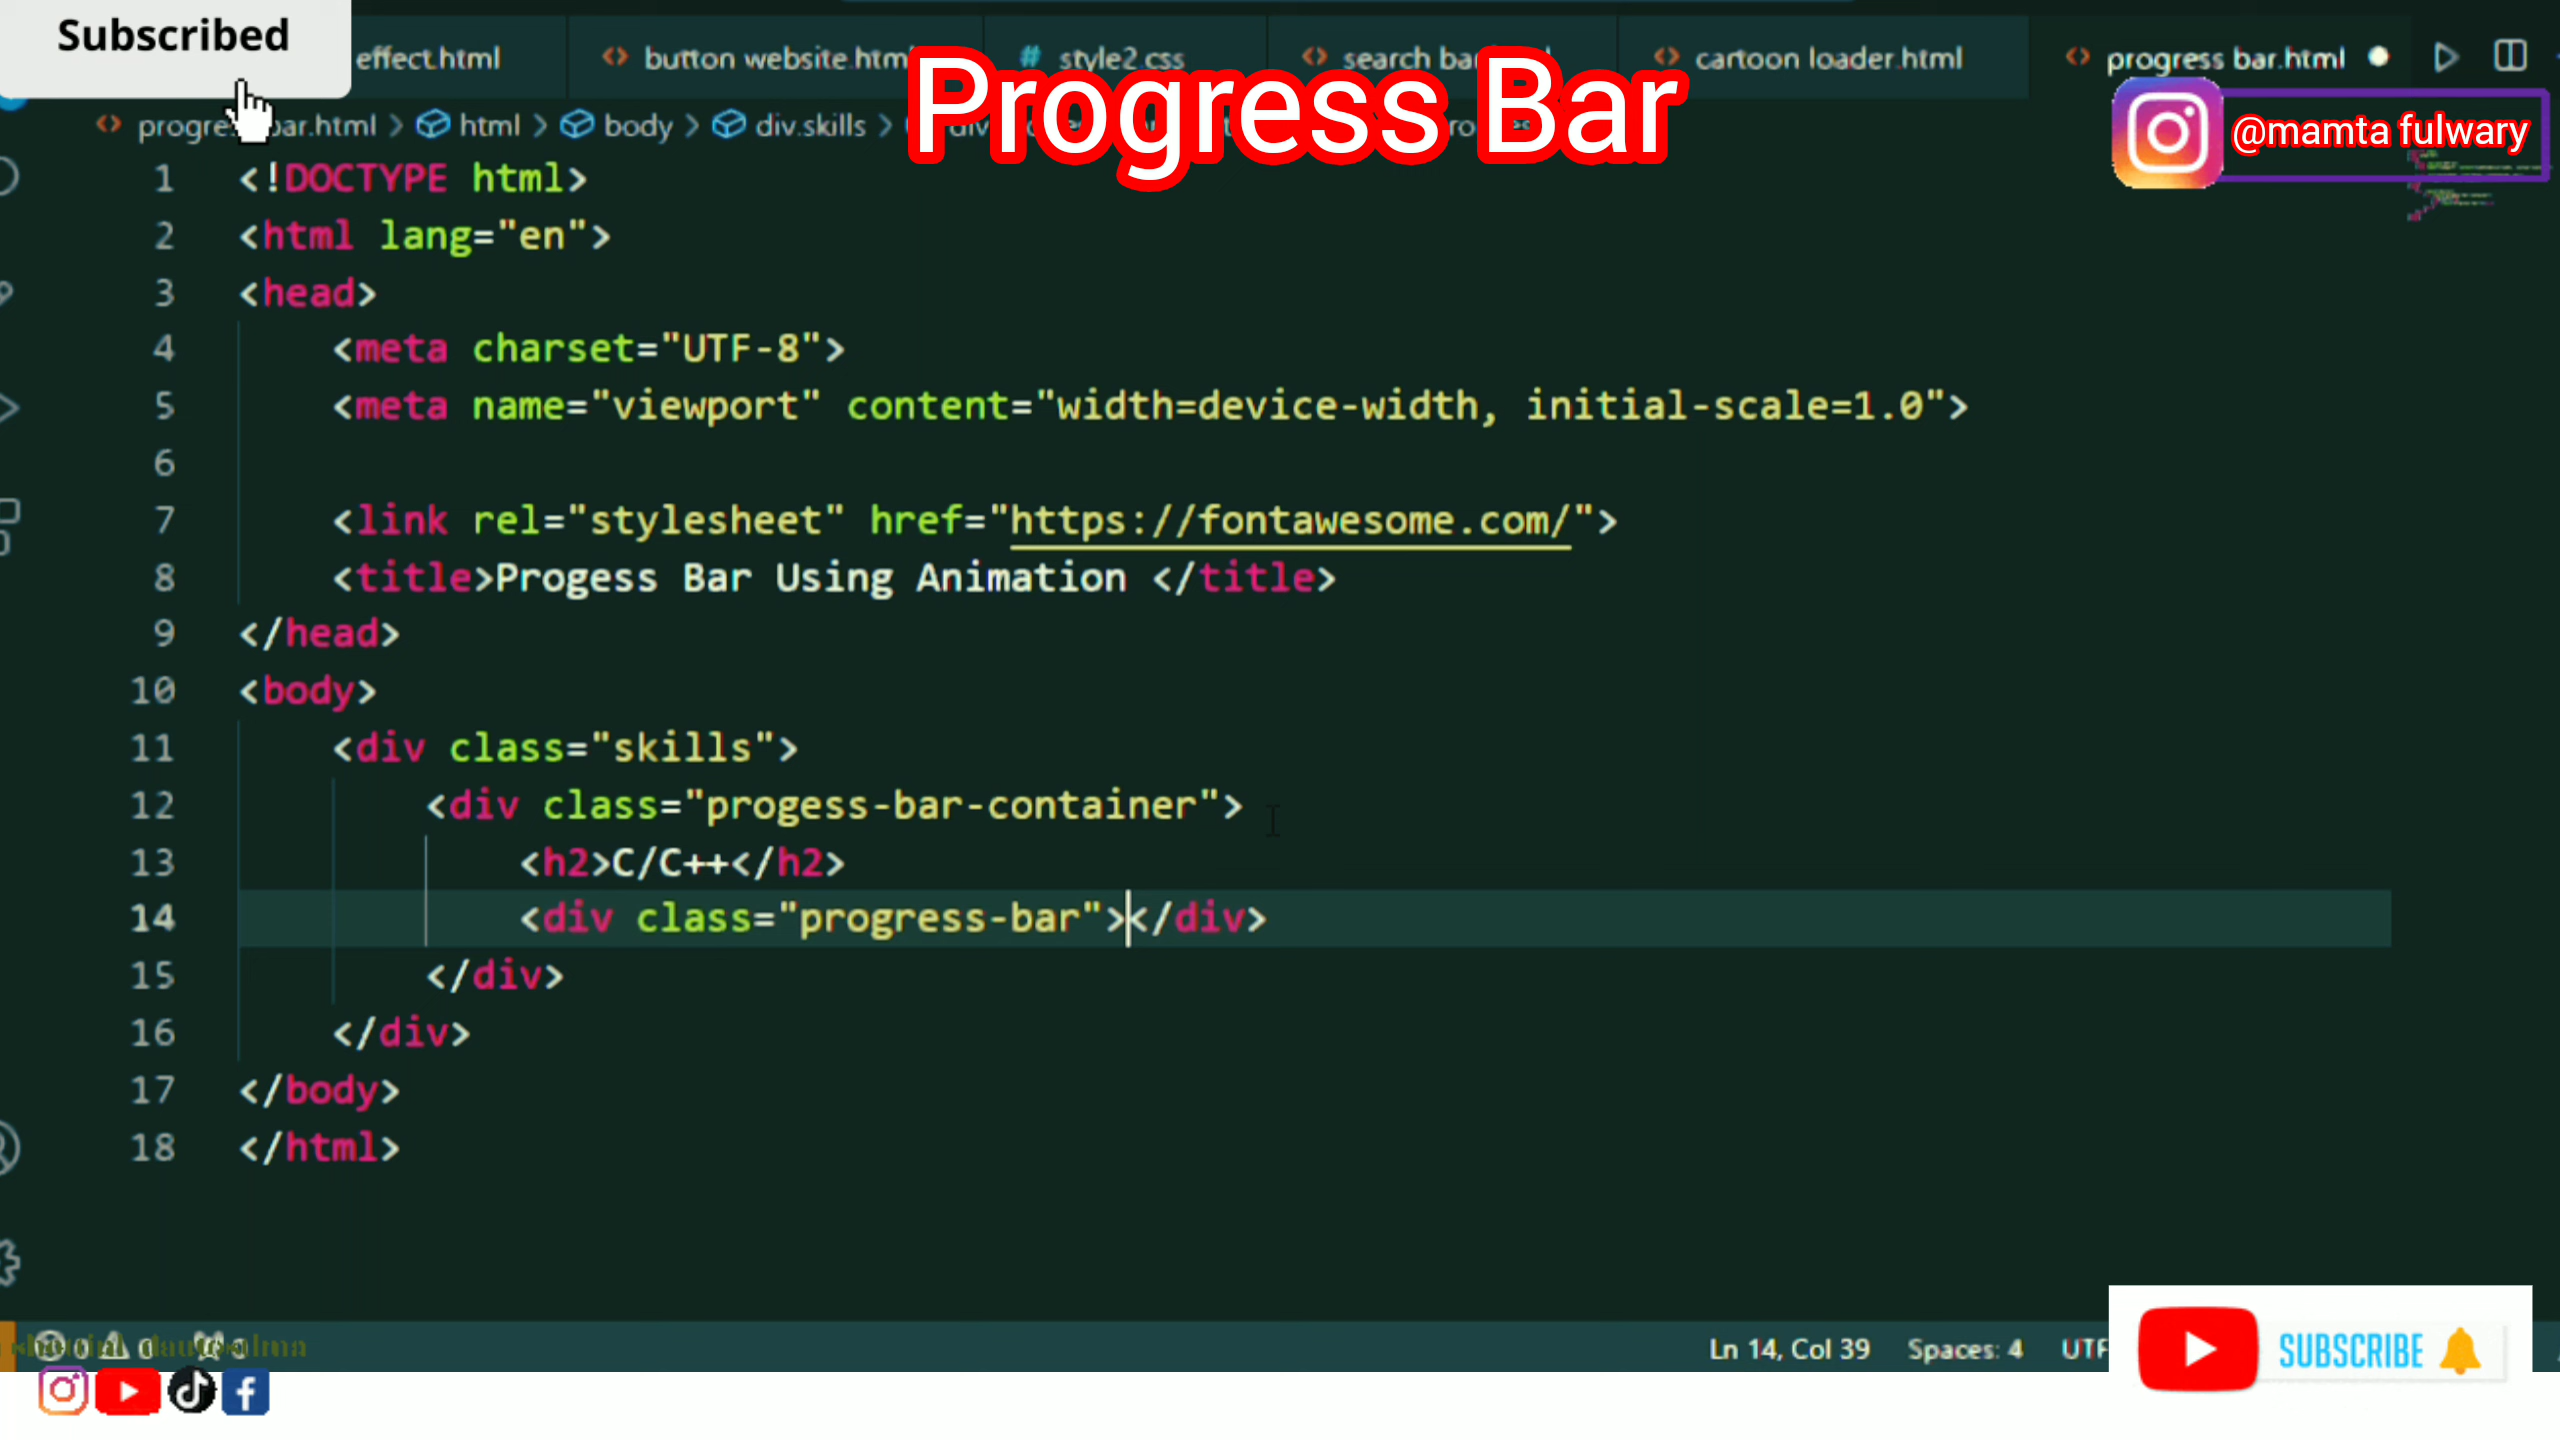 Subscribed
effect.html
button website.htm
style2.css
search ba
cartoon loader.html
progress bar.html
Progress Bar
@mamta fulwary
progre bar.html > html > body > div.skills >
1 <!DOCTYPE html>
2 <html lang="en">
3 <head>
4 <meta charset="UTF-8">
5 <meta name="viewport" content="width=device-width, initial-scale=1.0">
6
7 <link rel="stylesheet" href="https://fontawesome.com/">
8 <title>Progess Bar Using Animation </title>
9 </head>
10 <body>
11 <div class="skills">
12 <div class="progess-bar-container">
13 <h2>C/C++</h2>
14 <div class="progress-bar"></div>
15 </div>
16 </div>
17 </body>
18 </html>
Ln 14, Col 39 Spaces: 4 UTF
SUBSCRIBE